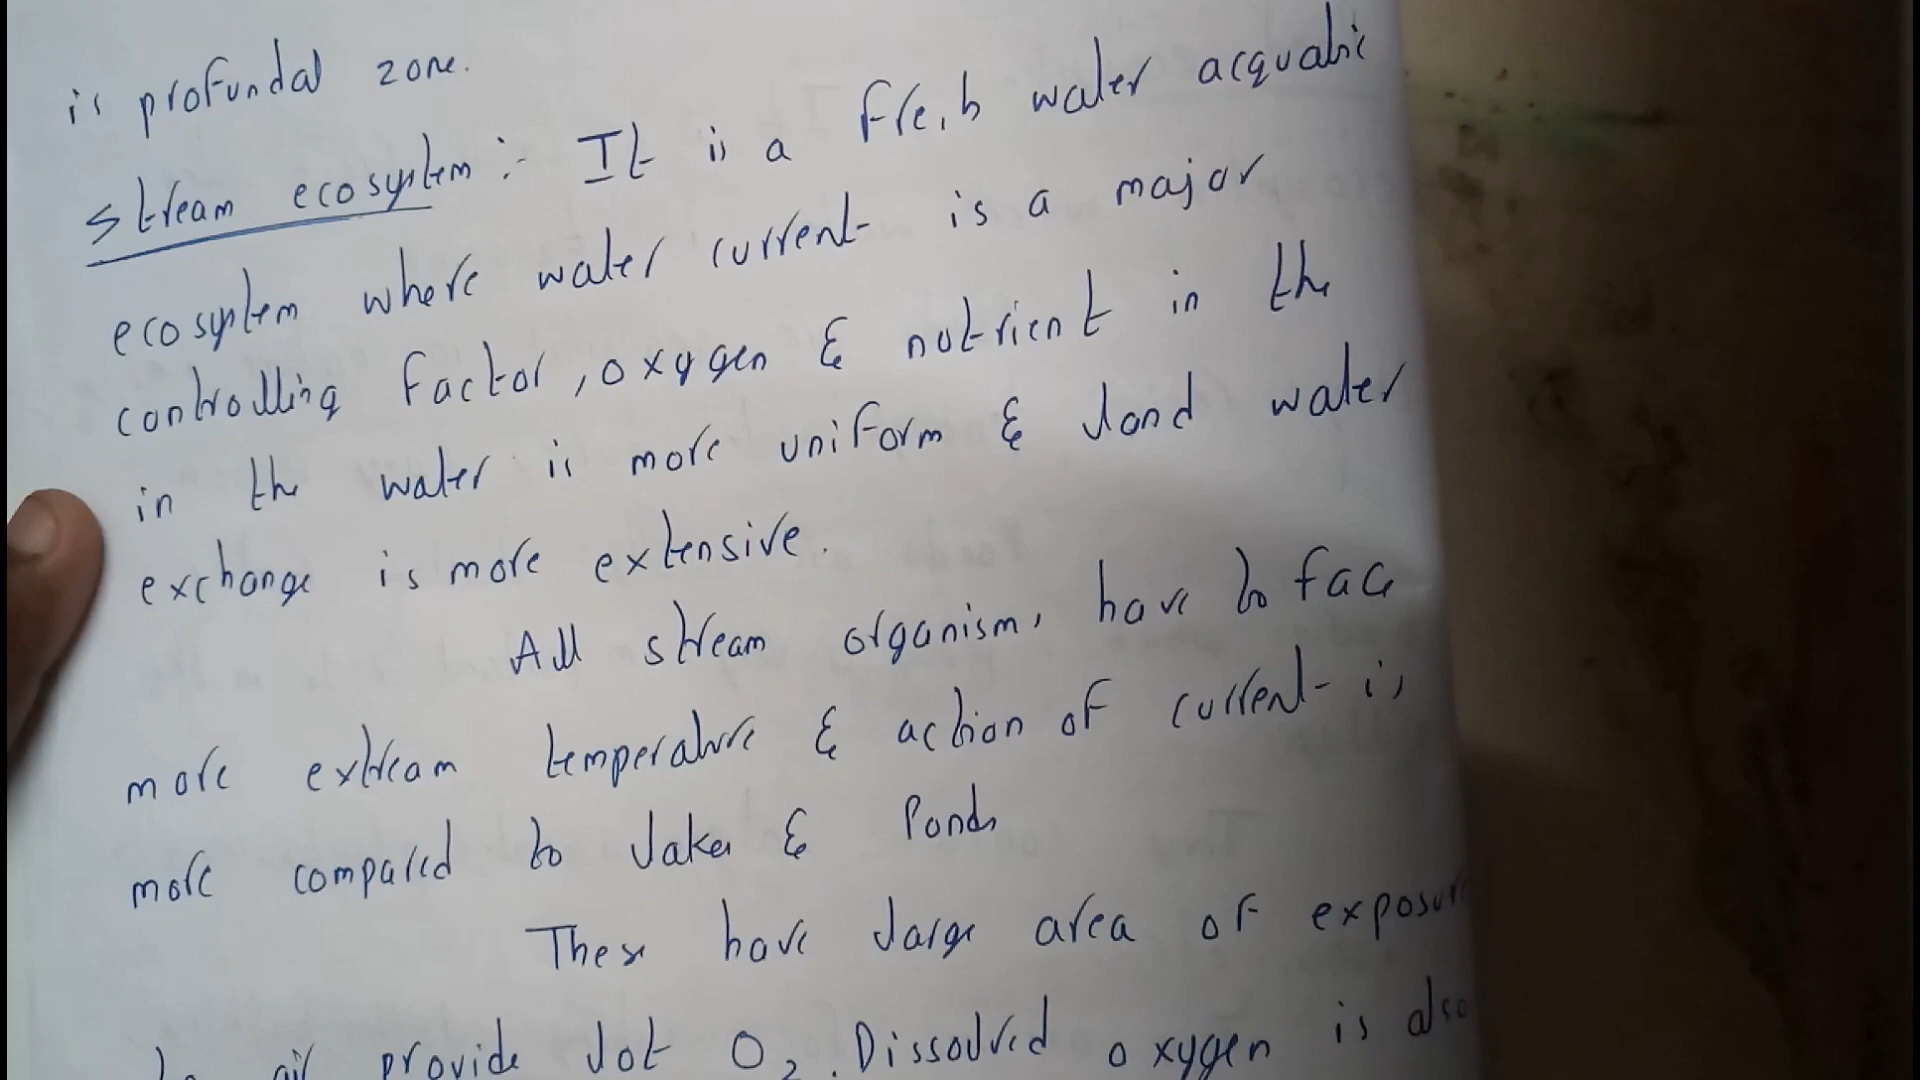 is profundal zone.
stream ecosystem :- It is a fresh water acquatic
ecosystem where water current is a major
controlling factor, oxygen & nutrient in the
in the water is more uniform & land water
exchange is more extensive.
All stream organisms have to face
more extream temperature & action of current is
more compared to lakes & Ponds
These have large area of exposure
to air provide lot O2. Dissolved oxygen is also